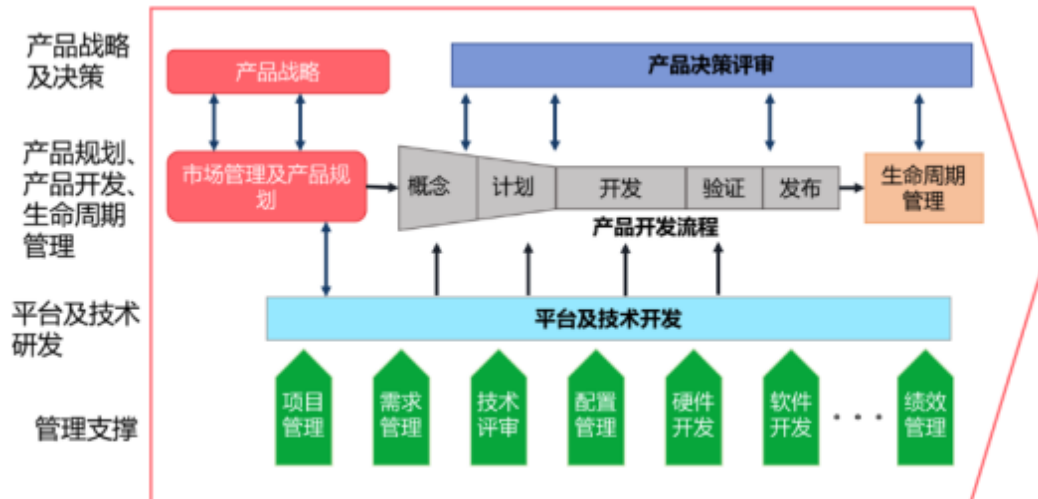 产品战略
及决策
产品战略
产品决策评审
产品规划、
产品开发、
生命周期
管理
市场管理及产品规
划
概念
计划
开发
验证
发布
生命周期
管理
产品开发流程
平台及技术
研发
平台及技术开发
管理支撑
项目
管理
需求
管理
技术
评审
配置
管理
硬件
开发
软件
开发
• • •
绩效
管理